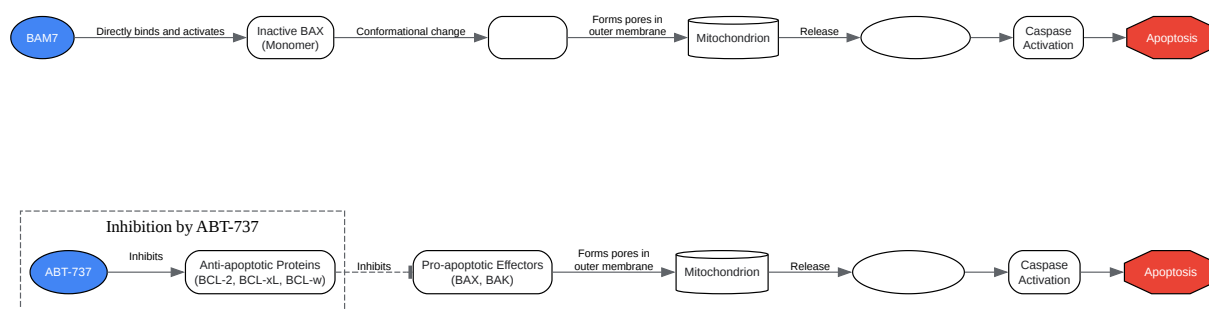 BAM7
Directly binds and activates
Inactive BAX
(Monomer)
Conformational change
Forms pores in
outer membrane
Mitochondrion
Release
Caspase
Activation
Apoptosis
Inhibition by ABT-737
ABT-737
Inhibits
Anti-apoptotic Proteins
(BCL-2, BCL-xL, BCL-w)
Inhibits
Pro-apoptotic Effectors
(BAX, BAK)
Forms pores in
outer membrane
Mitochondrion
Release
Caspase
Activation
Apoptosis